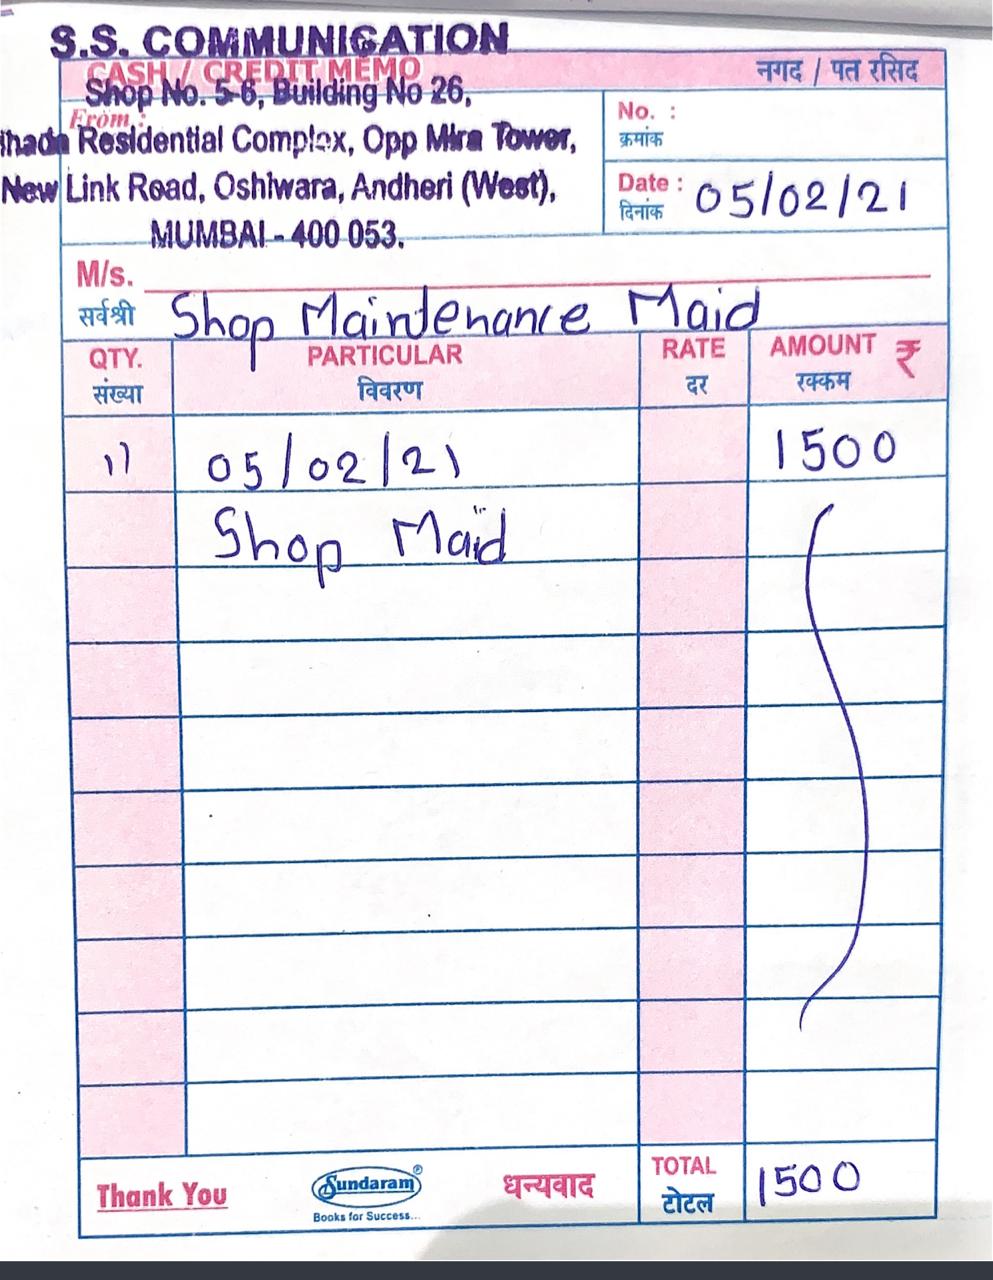 S.S. COMMUNICATION
CASH / CREDIT MEMO
नगद / पत रसिद
Shop No. 5-6, Building No 26,
From :
Residential Complex, Opp Mira Tower,
New Link Road, Oshiwara, Andheri (West),
MUMBAI - 400 053.
No. :
क्रमांक
Date : 05/02/21
दिनांक
M/s.
सर्वश्री Shop Maintenance Maid
QTY. PARTICULAR RATE AMOUNT ₹
संख्या विवरण दर रक्कम
1) 05/02/21 1500
Shop Maid
Thank You Sundaram® धन्यवाद TOTAL 1500
Books for Success... टोटल